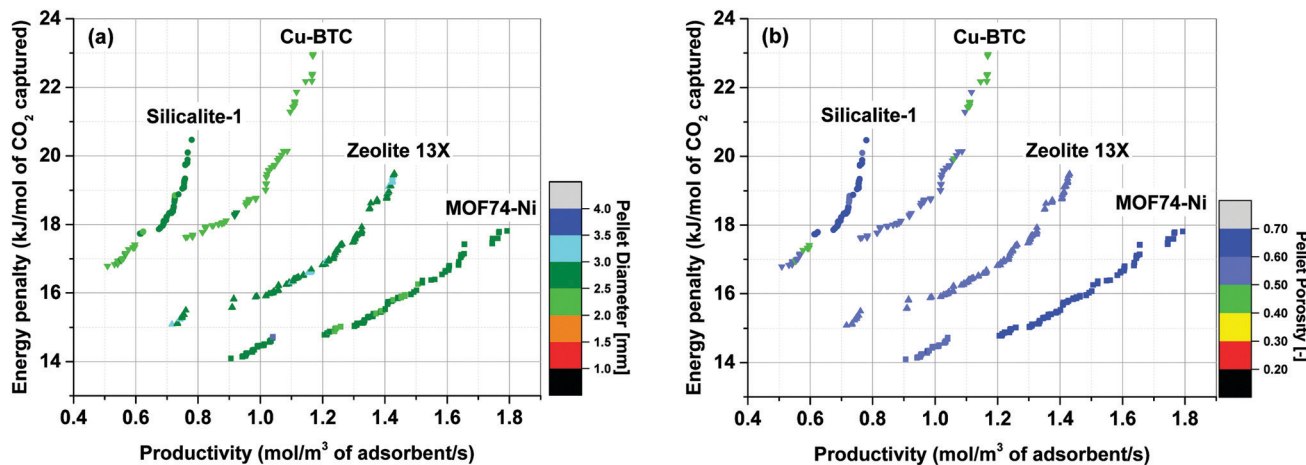 (a)
Cu-BTC
Silicalite-1
Zeolite 13X
MOF74-Ni
24
22
20
18
16
14
Energy penalty (kJ/mol of CO2 captured)
0.4 0.6 0.8 1.0 1.2 1.4 1.6 1.8
Productivity (mol/m³ of adsorbent/s)
4.0
3.5
3.0
2.5
2.0
1.5
1.0
Pellet Diameter [mm]
(b)
Cu-BTC
Silicalite-1
Zeolite 13X
MOF74-Ni
24
22
20
18
16
14
Energy penalty (kJ/mol of CO2 captured)
0.4 0.6 0.8 1.0 1.2 1.4 1.6 1.8
Productivity (mol/m³ of adsorbent/s)
0.70
0.60
0.50
0.40
0.30
0.20
Pellet Poorsity [-]